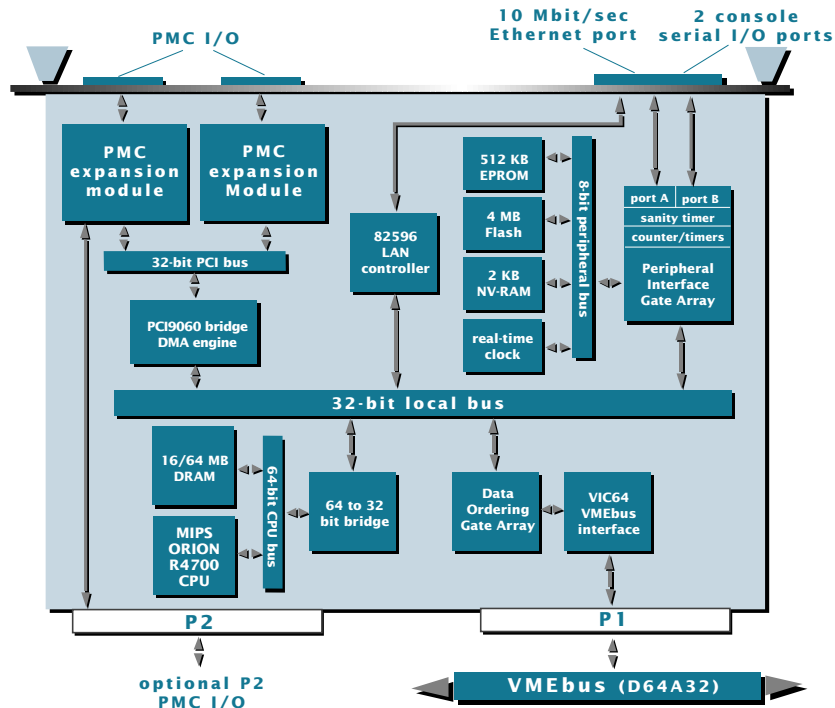 PMC I/O
10 Mbit/sec
Ethernet port
2 console
serial I/O ports
PMC
expansion
module
PMC
expansion
Module
32-bit PCI bus
PCI9060 bridge
DMA engine
82596
LAN
controller
512 KB
EPROM
4 MB
Flash
2 KB
NV-RAM
real-time
clock
8-bit peripheral bus
port A
port B
sanity timer
counter/timers
Peripheral
Interface
Gate Array
32-bit local bus
16/64 MB
DRAM
MIPS
ORION
R4700
CPU
64-bit CPU bus
64 to 32
bit bridge
Data
Ordering
Gate Array
VIC64
VMEbus
interface
P2
P1
optional P2
PMC I/O
VMEbus (D64A32)